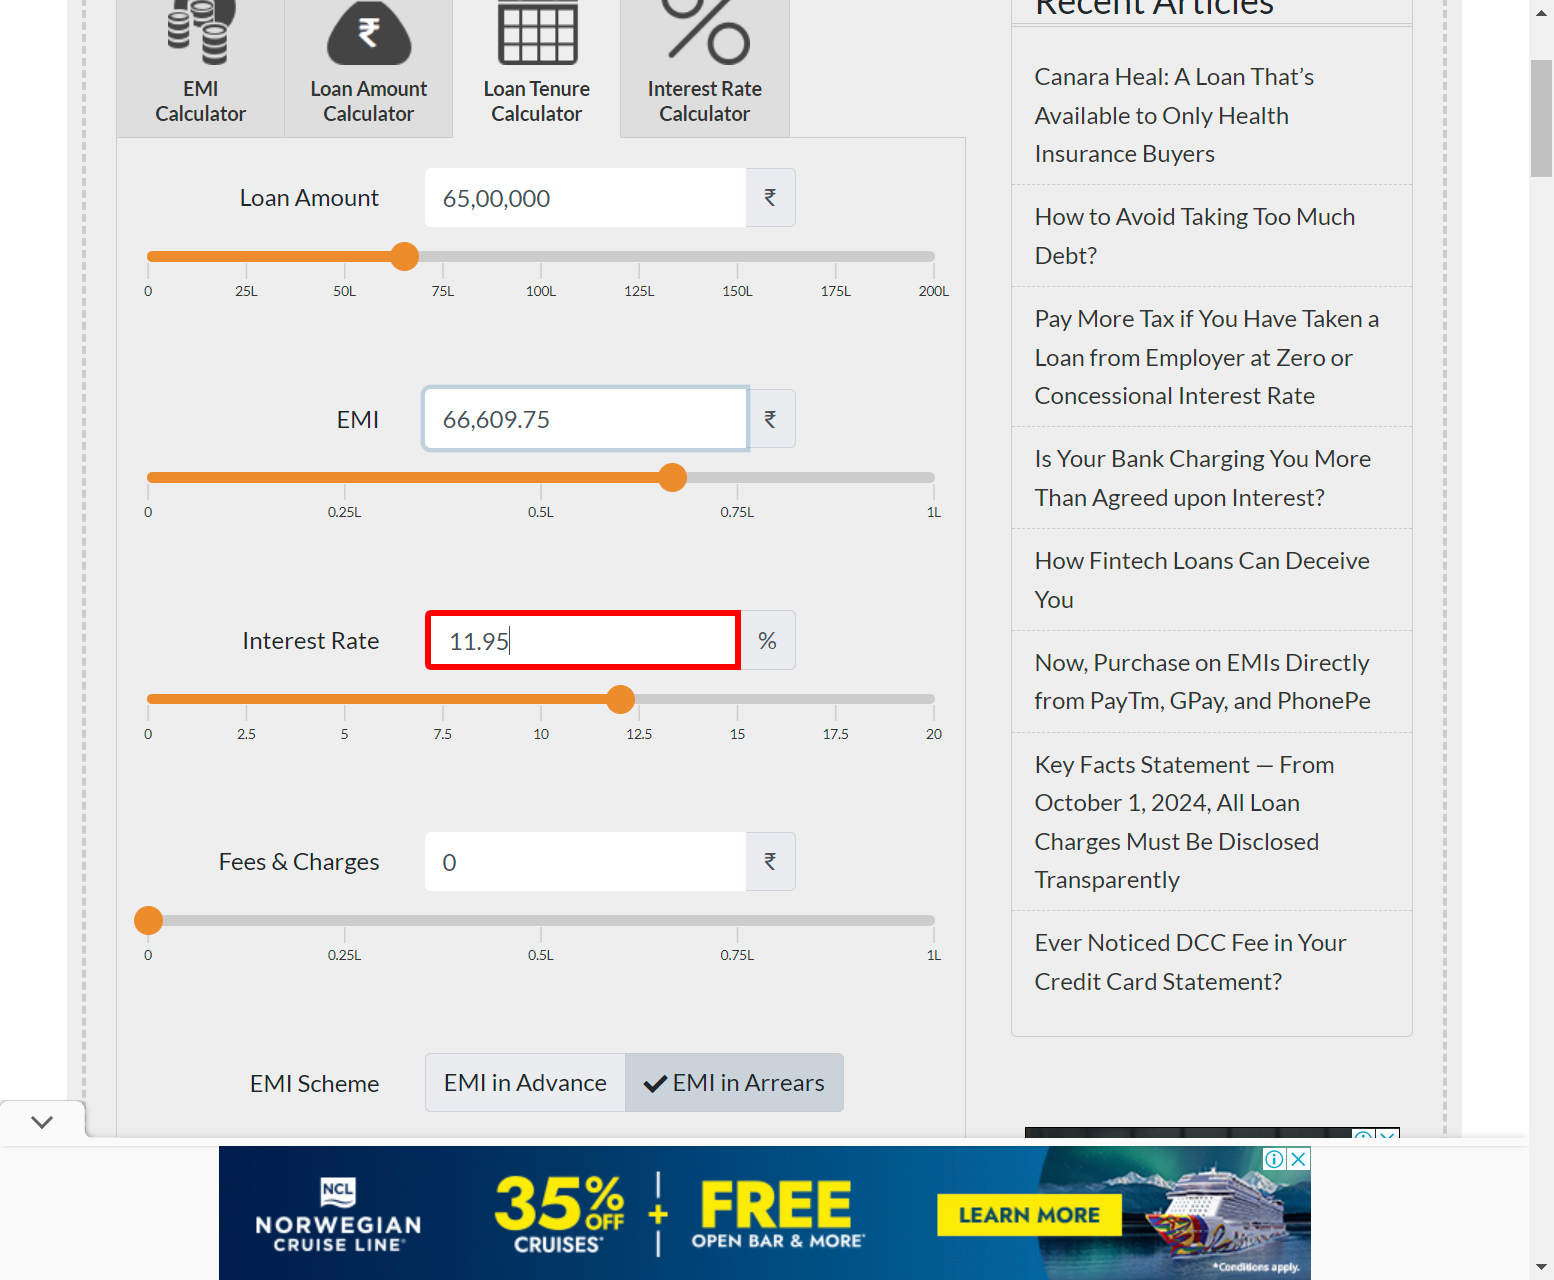 EMI
Calculator
Loan Amount
Calculator
Loan Tenure
Calculator
Interest Rate
Calculator
Loan Amount
65,00,000
₹
0
25L
50L
75L
100L
125L
150L
175L
200L
EMI
66,609.75
₹
0
0.25L
0.5L
0.75L
1L
Interest Rate
11.95
%
0
2.5
5
7.5
10
12.5
15
17.5
20
Fees & Charges
0
₹
0
0.25L
0.5L
0.75L
1L
EMI Scheme
EMI in Advance
EMI in Arrears
Recent Articles
Canara Heal: A Loan That’s
Available to Only Health
Insurance Buyers
How to Avoid Taking Too Much
Debt?
Pay More Tax if You Have Taken a
Loan from Employer at Zero or
Concessional Interest Rate
Is Your Bank Charging You More
Than Agreed upon Interest?
How Fintech Loans Can Deceive
You
Now, Purchase on EMIs Directly
from PayTm, GPay, and PhonePe
Key Facts Statement — From
October 1, 2024, All Loan
Charges Must Be Disclosed
Transparently
Ever Noticed DCC Fee in Your
Credit Card Statement?
NCL
NORWEGIAN
CRUISE LINE®
35% OFF
CRUISES*
+
FREE
OPEN BAR & MORE*
LEARN MORE
*Conditions apply.